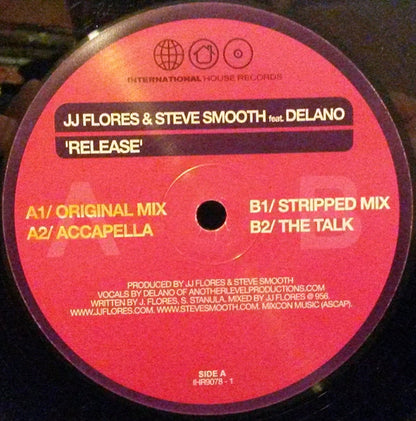 INTERNATIONAL HOUSE RECORDS
JJ FLORES & STEVE SMOOTH feat. DELANO
'RELEASE'
A B
A1/ ORIGINAL MIX
A2/ ACCAPELLA
B1/ STRIPPED MIX
B2/ THE TALK
PRODUCED BY JJ FLORES & STEVE SMOOTH
VOCALS BY DELANO OF ANOTHERLEVELPRODUCTIONS.COM
WRITTEN BY J. FLORES, S. STANULA. MIXED BY JJ FLORES @ 956.
WWW.JJFLORES.COM. WWW.STEVESMOOTH.COM. MIXCON MUSIC (ASCAP).
SIDE A
IHR9078 - 1